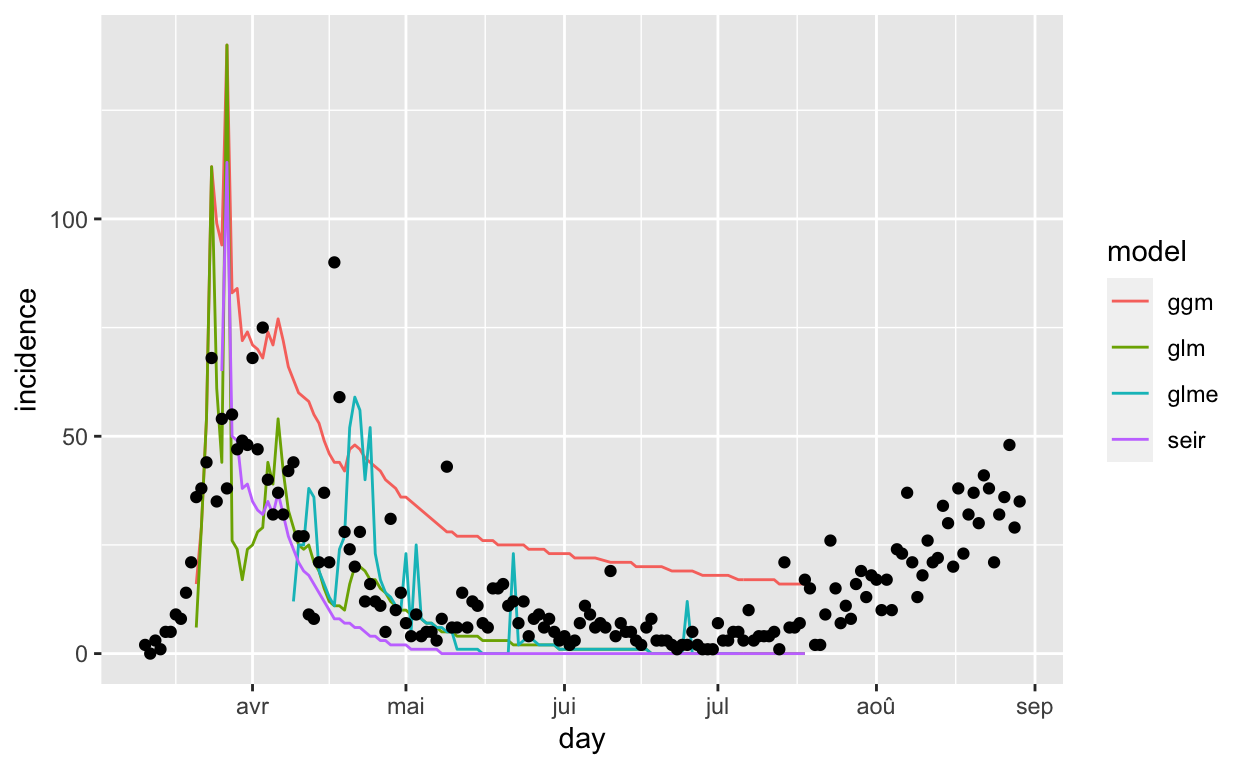 incidence
100
50
0
avr
mai
jui
jul
aoû
sep
day
model
ggm
glm
glme
seir